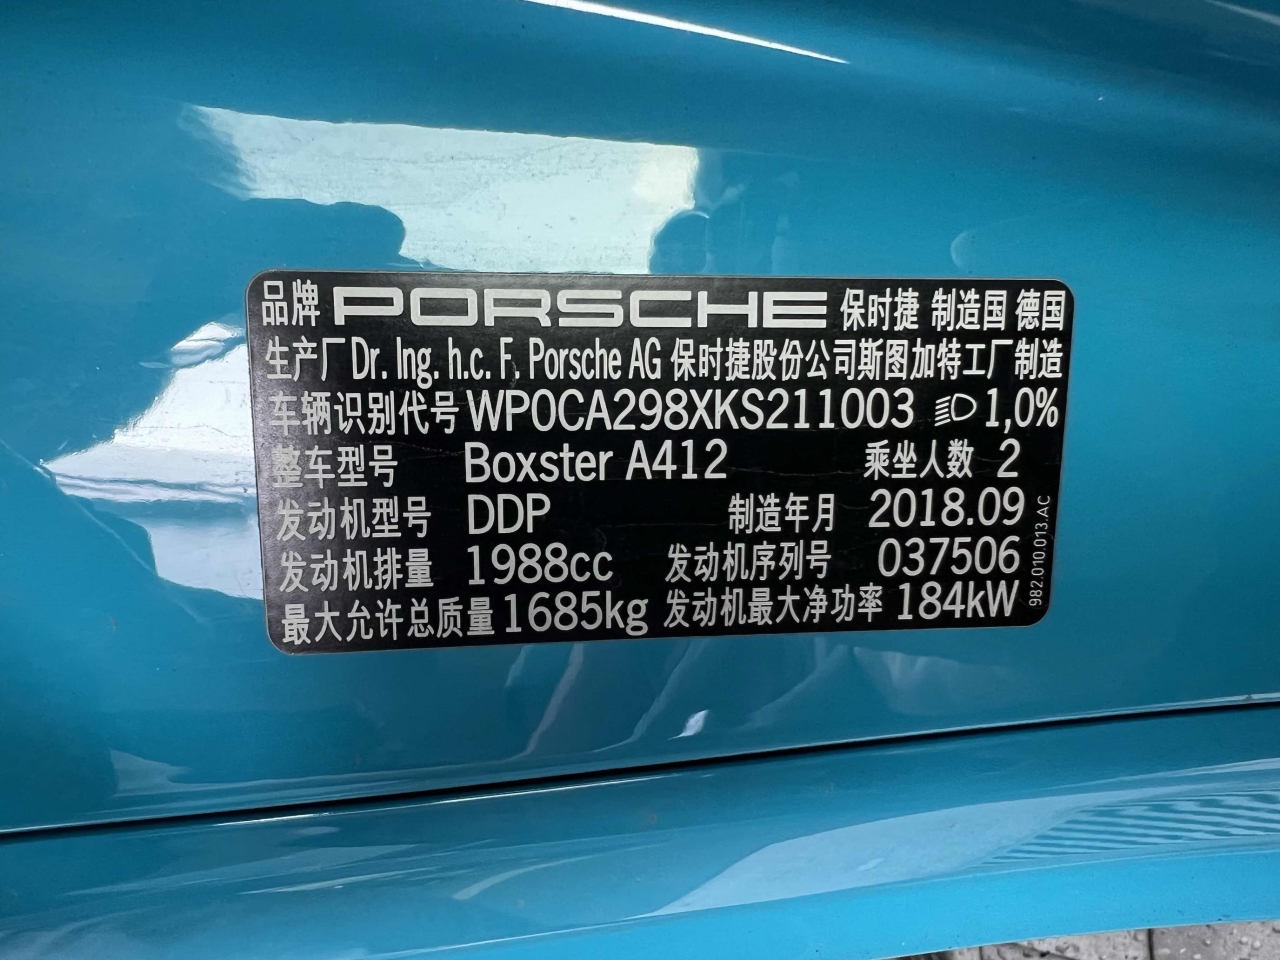 品牌 PORSCHE 保时捷 制造国 德国
生产厂 Dr. Ing. h.c. F. Porsche AG 保时捷股份公司斯图加特工厂制造
车辆识别代号 WP0CA298XKS211003 1,0%
整车型号 Boxster A412 乘坐人数 2
发动机型号 DDP 制造年月 2018.09
发动机排量 1988cc 发动机序列号 037506
最大允许总质量 1685kg 发动机最大净功率 184kW
982.010.013.AC